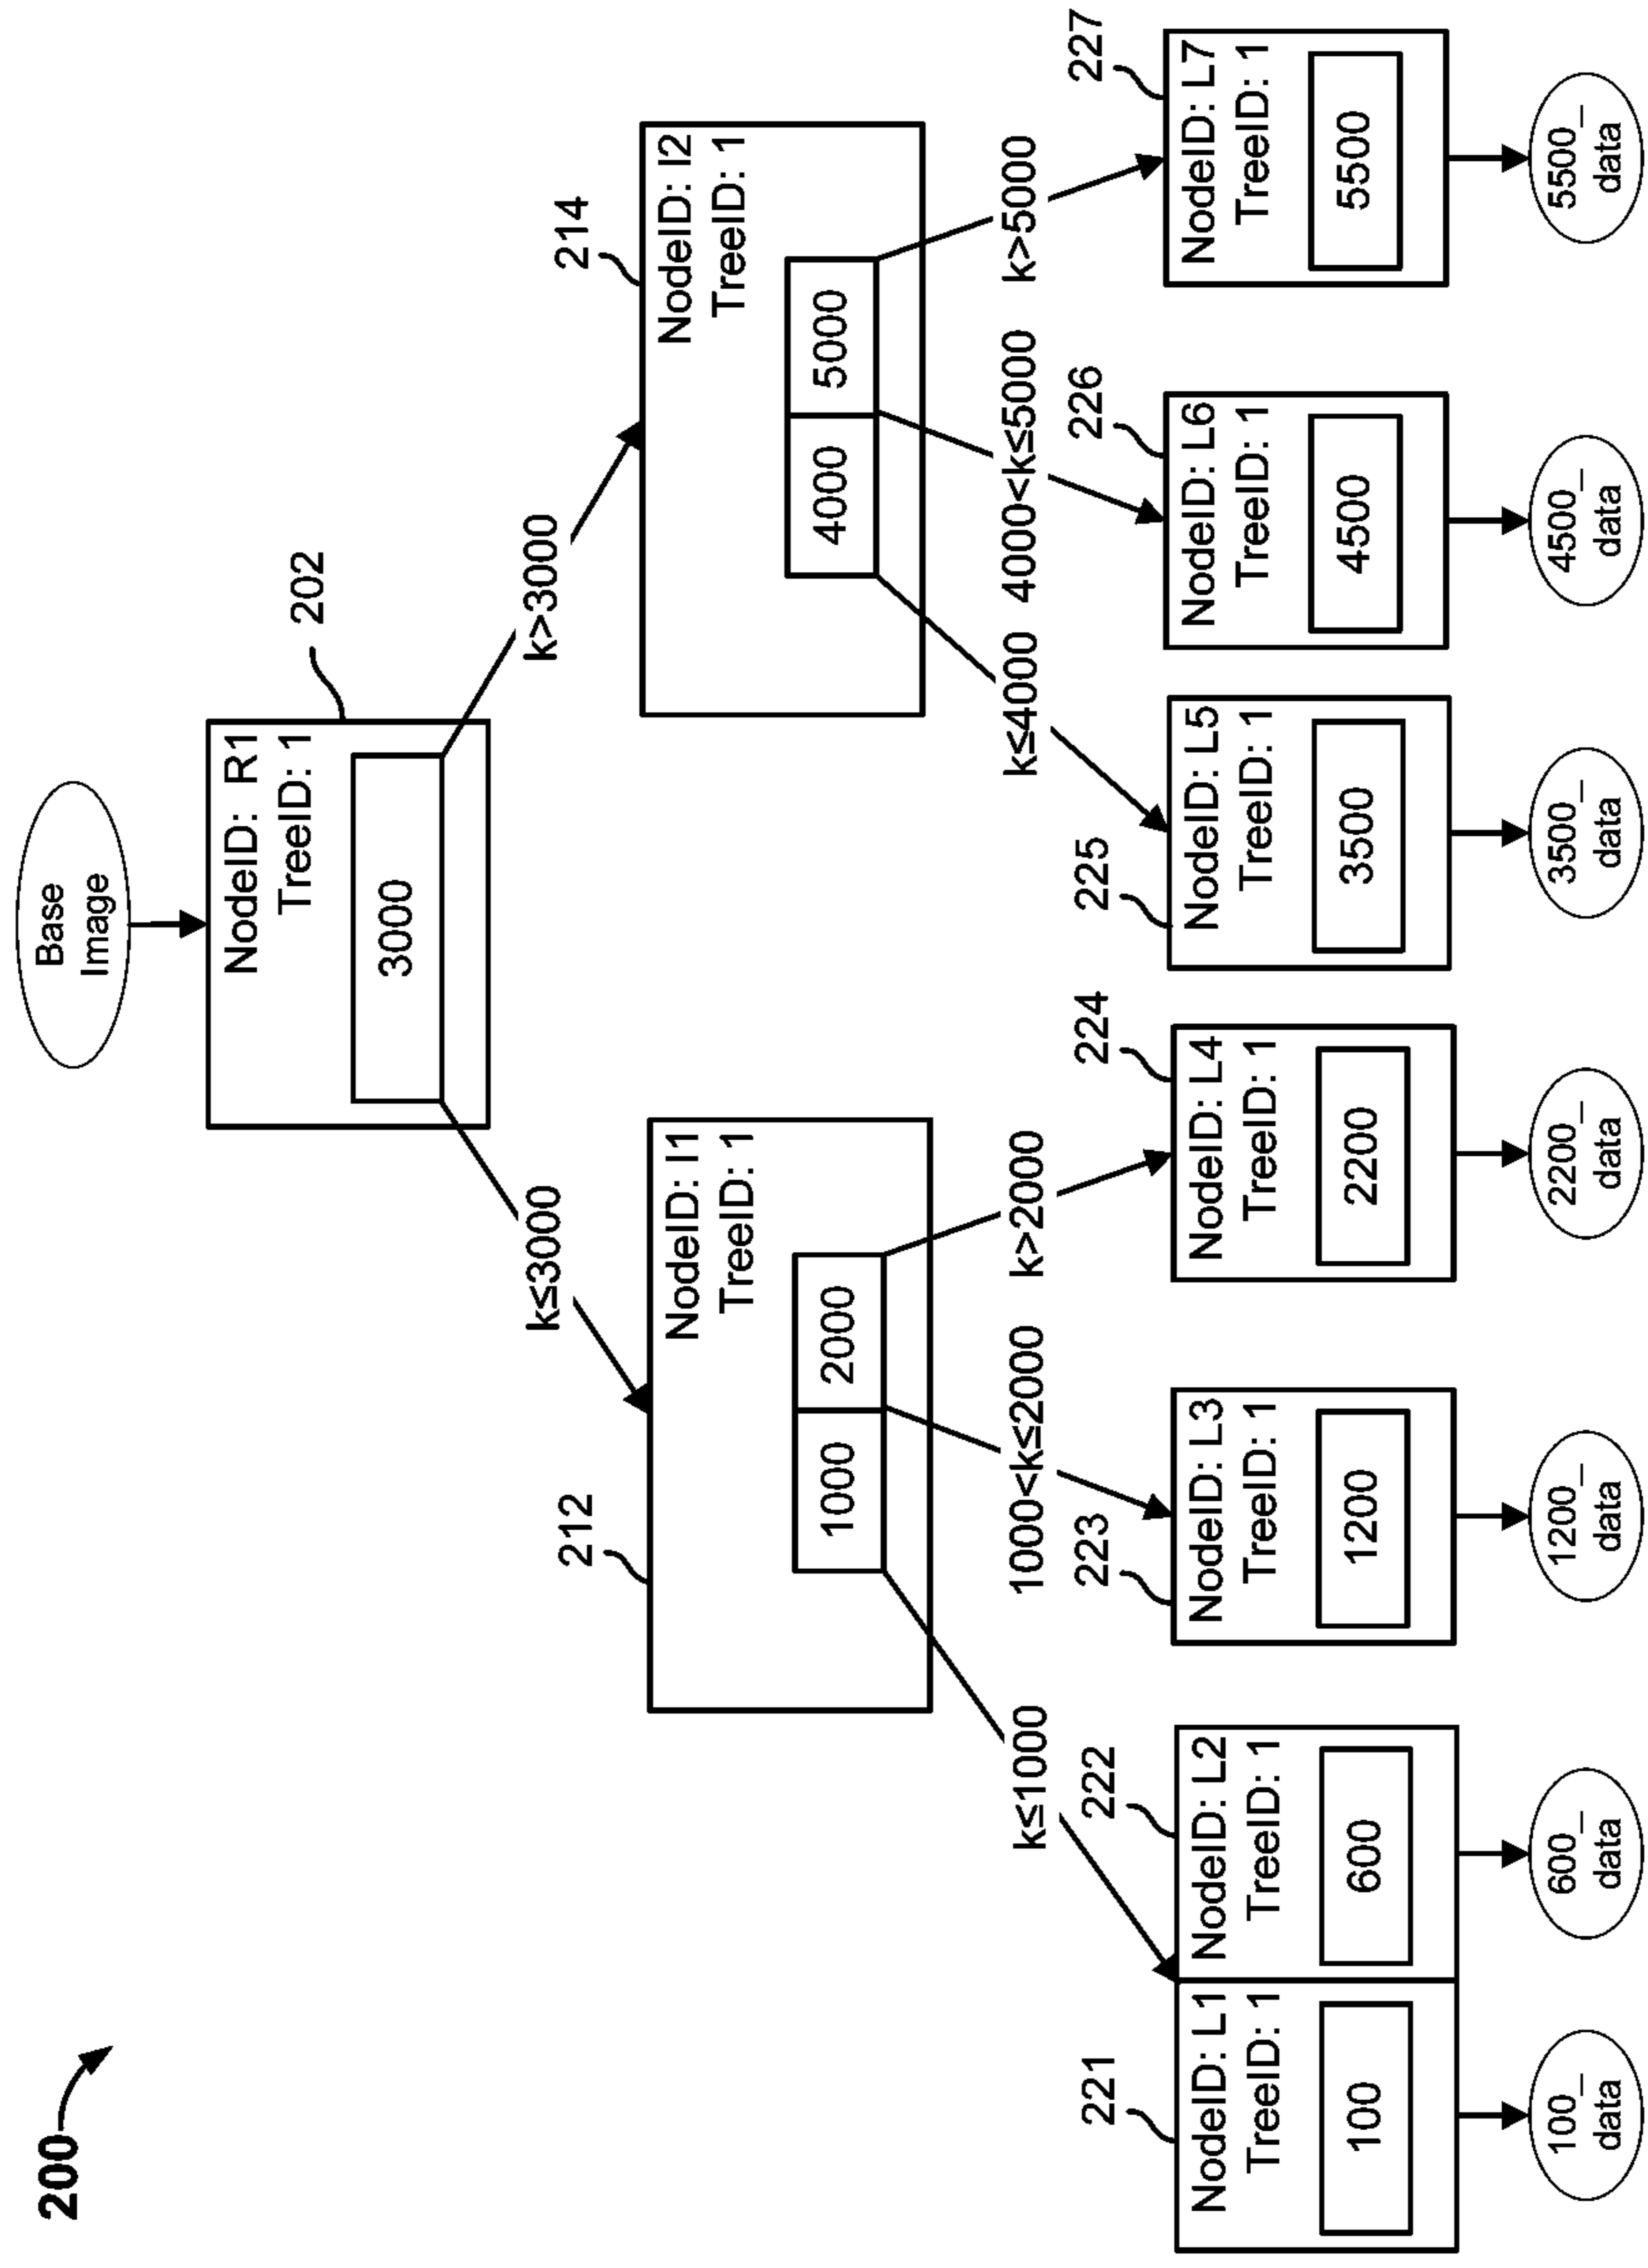 200
Base
Image
202
NodeID: R1
TreeID: 1
3000
k≤3000
k>3000
212
NodeID: I1
TreeID: 1
1000
2000
214
NodeID: I2
TreeID: 1
4000
5000
k≤1000
1000<k≤2000
k>2000
k≤4000
4000<k≤5000
k>5000
221
NodeID: L1
TreeID: 1
100
222
NodeID: L2
TreeID: 1
600
223
NodeID: L3
TreeID: 1
1200
224
NodeID: L4
TreeID: 1
2200
225
NodeID: L5
TreeID: 1
3500
226
NodeID: L6
TreeID: 1
4500
227
NodeID: L7
TreeID: 1
5500
100_
data
600_
data
1200_
data
2200_
data
3500_
data
4500_
data
5500_
data